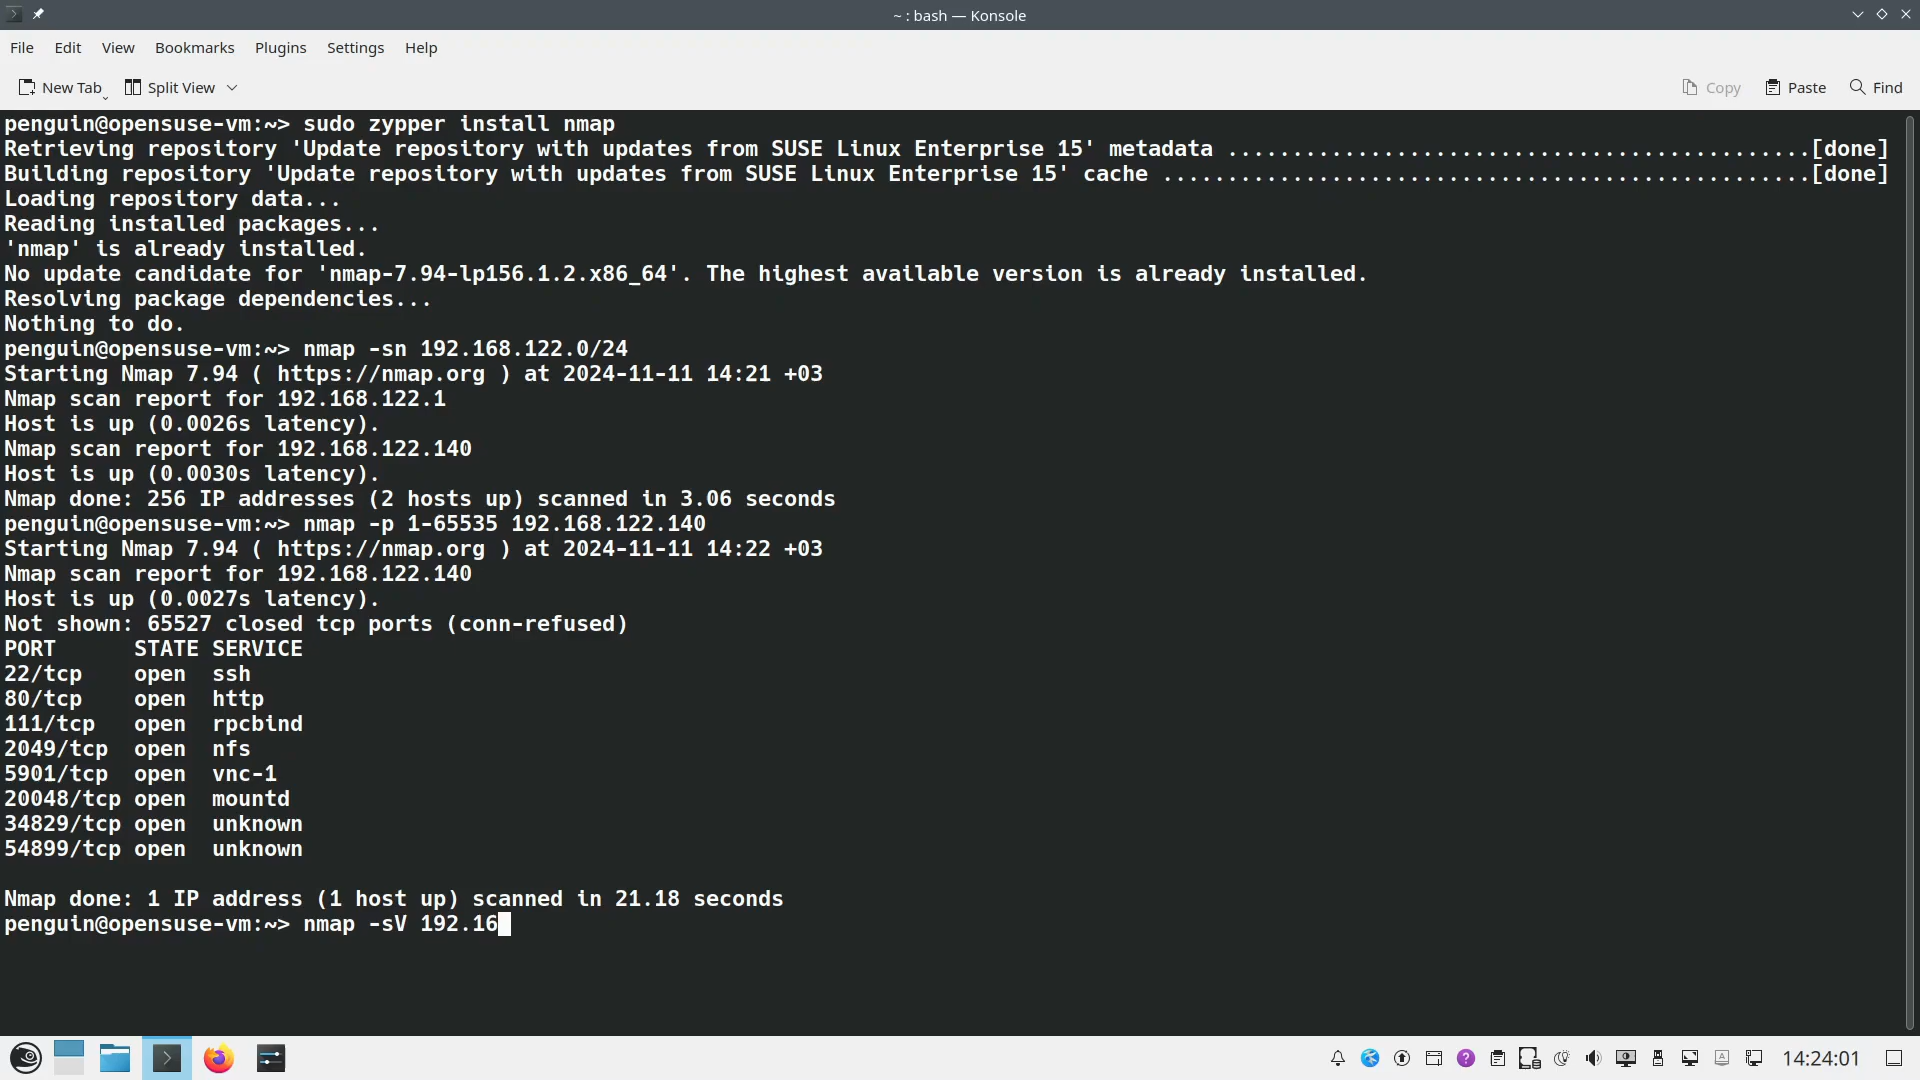 ~ : bash — Konsole
File Edit View Bookmarks Plugins Settings Help
New Tab Split View Copy Paste Find
penguin@opensuse-vm:~> sudo zypper install nmap
Retrieving repository 'Update repository with updates from SUSE Linux Enterprise 15' metadata .............................................[done]
Building repository 'Update repository with updates from SUSE Linux Enterprise 15' cache ..................................................[done]
Loading repository data...
Reading installed packages...
'nmap' is already installed.
No update candidate for 'nmap-7.94-lp156.1.2.x86_64'. The highest available version is already installed.
Resolving package dependencies...
Nothing to do.
penguin@opensuse-vm:~> nmap -sn 192.168.122.0/24
Starting Nmap 7.94 ( https://nmap.org ) at 2024-11-11 14:21 +03
Nmap scan report for 192.168.122.1
Host is up (0.0026s latency).
Nmap scan report for 192.168.122.140
Host is up (0.0030s latency).
Nmap done: 256 IP addresses (2 hosts up) scanned in 3.06 seconds
penguin@opensuse-vm:~> nmap -p 1-65535 192.168.122.140
Starting Nmap 7.94 ( https://nmap.org ) at 2024-11-11 14:22 +03
Nmap scan report for 192.168.122.140
Host is up (0.0027s latency).
Not shown: 65527 closed tcp ports (conn-refused)
PORT      STATE SERVICE
22/tcp    open  ssh
80/tcp    open  http
111/tcp   open  rpcbind
2049/tcp  open  nfs
5901/tcp  open  vnc-1
20048/tcp open  mountd
34829/tcp open  unknown
54899/tcp open  unknown
Nmap done: 1 IP address (1 host up) scanned in 21.18 seconds
penguin@opensuse-vm:~> nmap -sV 192.16
14:24:01